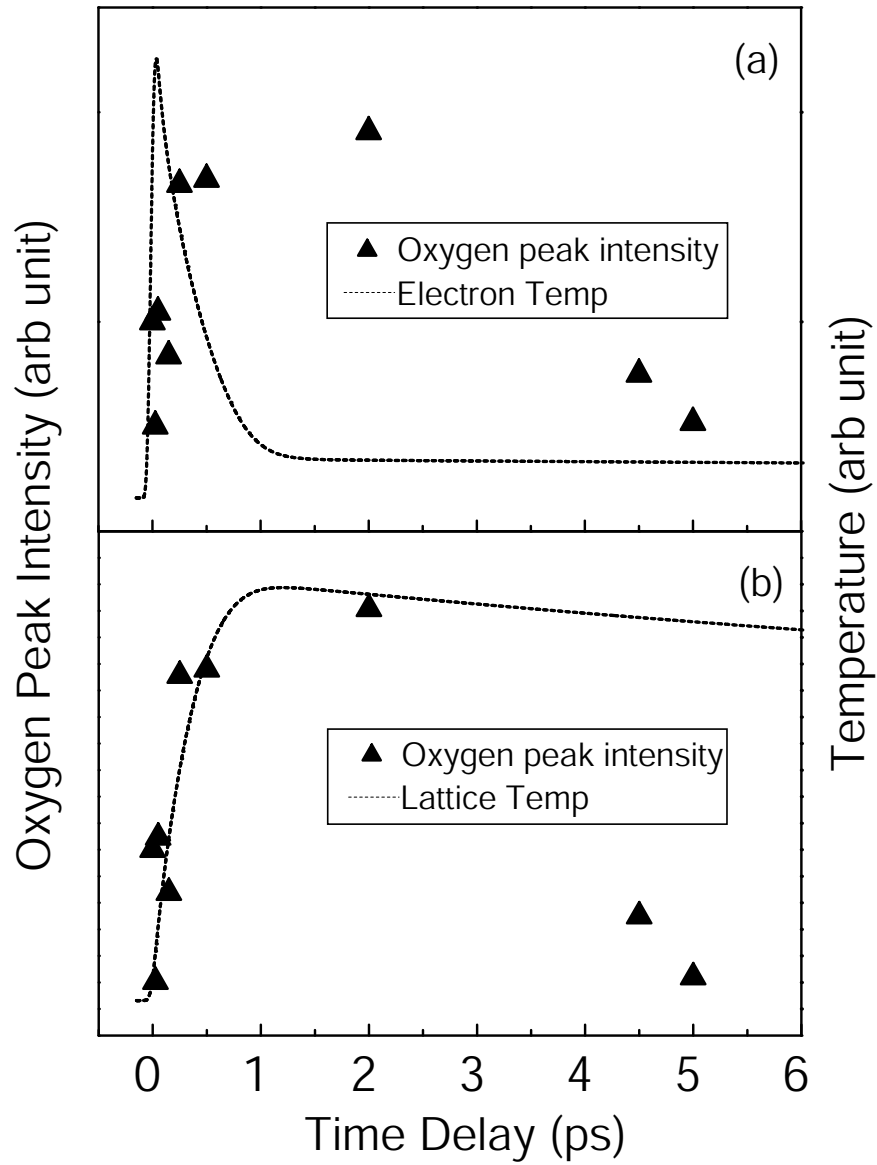 (a)
Oxygen peak intensity
Electron Temp
(b)
Oxygen peak intensity
Lattice Temp
Oxygen Peak Intensity (arb unit)
Temperature (arb unit)
0 1 2 3 4 5 6
Time Delay (ps)